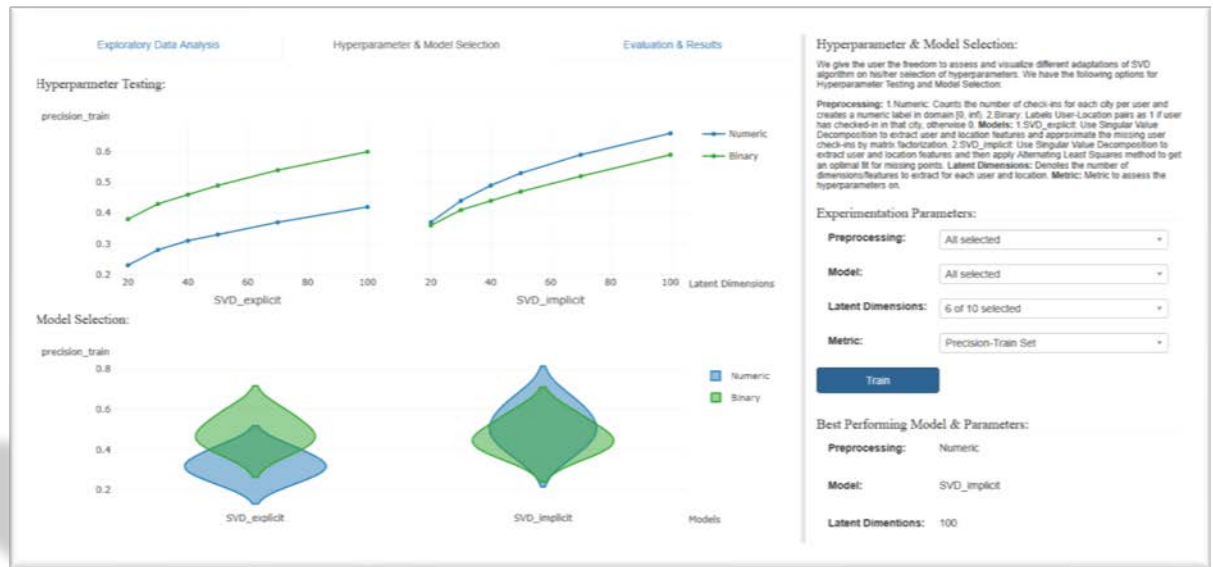 Exploratory Data Analysis
Hyperparameter & Model Selection
Evaluation & Results
Hyperparmeter Testing:
precision_train
0.6
0.5
0.4
0.3
0.2
20 40 60 80 100
SVD_explicit
20 40 60 80 100
SVD_implicit
Latent Dimensions
Numeric
Binary
Model Selection:
precision_train
0.8
0.6
0.4
0.2
SVD_explicit
SVD_implicit
Models
Numeric
Binary
Hyperparameter & Model Selection:
We give the user the freedom to assess and visualize different adaptations of SVD
algorithm on his/her selection of hyperparameters. We have the following options for
Hyperparameter Testing and Model Selection:
Preprocessing: 1.Numeric: Counts the number of check-ins for each city per user and
creates a numeric label in domain [0, inf). 2.Binary: Labels User-Location pairs as 1 if user
has checked-in in that city, otherwise 0. Models: 1.SVD_explicit: Use Singular Value
Decomposition to extract user and location features and approximate the missing user
check-ins by matrix factorization. 2.SVD_implicit: Use Singular Value Decomposition to
extract user and location features and then apply Alternating Least Squares method to get
an optimal fit for missing points. Latent Dimensions: Denotes the number of
dimensions/features to extract for each user and location. Metric: Metric to assess the
hyperparameters on.
Experimentation Parameters:
Preprocessing: All selected
Model: All selected
Latent Dimensions: 6 of 10 selected
Metric: Precision-Train Set
Train
Best Performing Model & Parameters:
Preprocessing: Numeric
Model: SVD_implicit
Latent Dimentions: 100